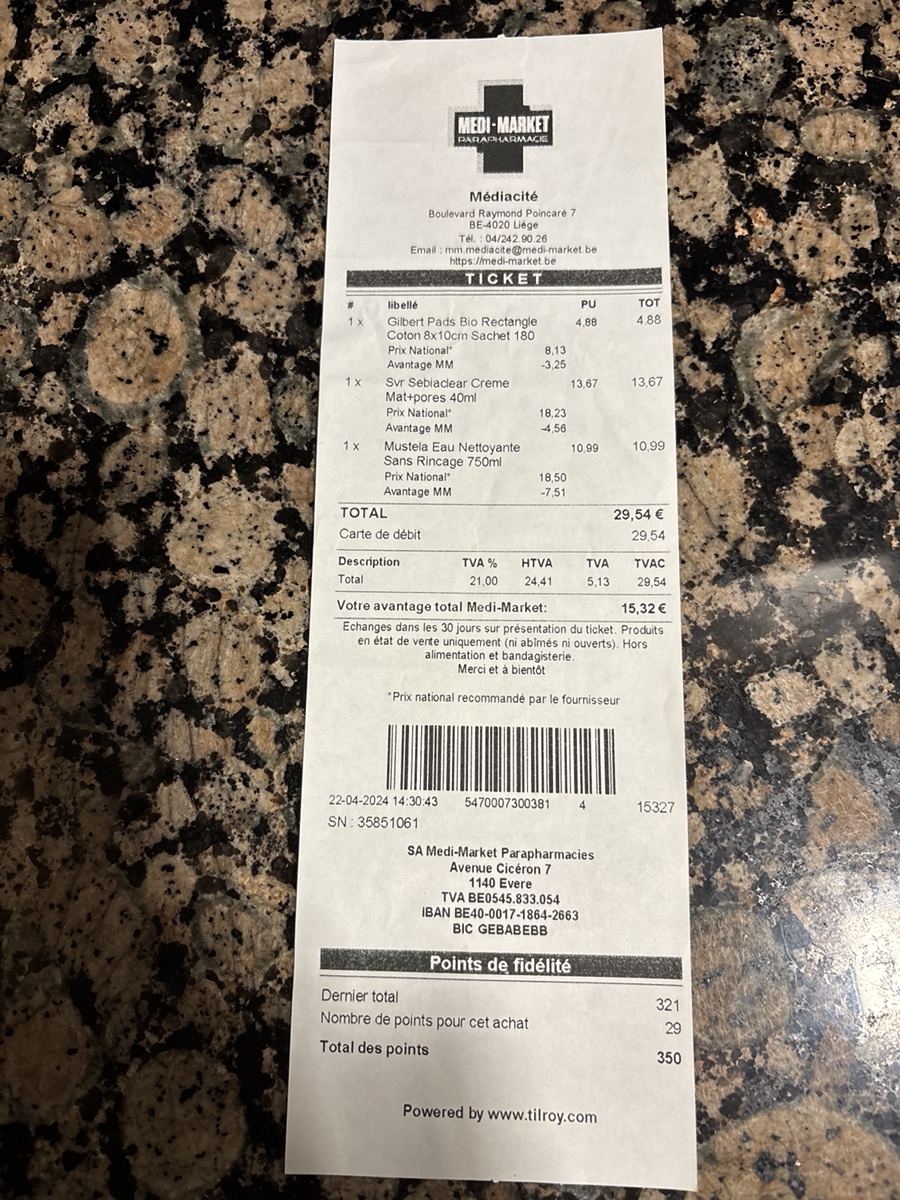 MEDI-MARKET
PARAPHARMACIE
Médiacité
Boulevard Raymond Poincaré 7
BE-4020 Liège
Tél. : 04/242.90.26
Email : mm.mediacite@medi-market.be
https://medi-market.be
TICKET
# libellé PU TOT
1 x Gilbert Pads Bio Rectangle 4,88 4,88
Coton 8x10cm Sachet 180
Prix National* 8,13
Avantage MM -3,25
1 x Svr Sebiaclear Creme 13,67 13,67
Mat+pores 40ml
Prix National* 18,23
Avantage MM -4,56
1 x Mustela Eau Nettoyante 10,99 10,99
Sans Rincage 750ml
Prix National* 18,50
Avantage MM -7,51
TOTAL 29,54 €
Carte de débit 29,54
Description TVA % HTVA TVA TVAC
Total 21,00 24,41 5,13 29,54
Votre avantage total Medi-Market: 15,32 €
Echanges dans les 30 jours sur présentation du ticket. Produits
en état de vente uniquement (ni abîmés ni ouverts). Hors
alimentation et bandagisterie.
Merci et à bientôt
*Prix national recommandé par le fournisseur
22-04-2024 14:30:43 5470007300381 4 15327
SN : 35851061
SA Medi-Market Parapharmacies
Avenue Cicéron 7
1140 Evere
TVA BE0545.833.054
IBAN BE40-0017-1864-2663
BIC GEBABEBB
Points de fidélité
Dernier total 321
Nombre de points pour cet achat 29
Total des points 350
Powered by www.tilroy.com